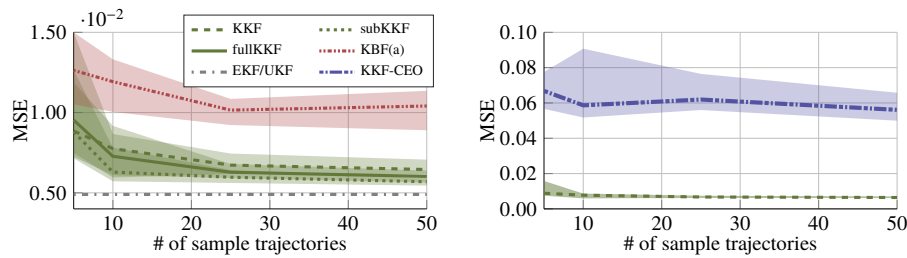 ·10⁻²
1.50
1.00
0.50
MSE
10 20 30 40 50
# of sample trajectories
KKF subKKF
fullKKF KBF(a)
EKF/UKF KKF-CEO
0.10
0.08
0.06
0.04
0.02
0.00
MSE
10 20 30 40 50
# of sample trajectories